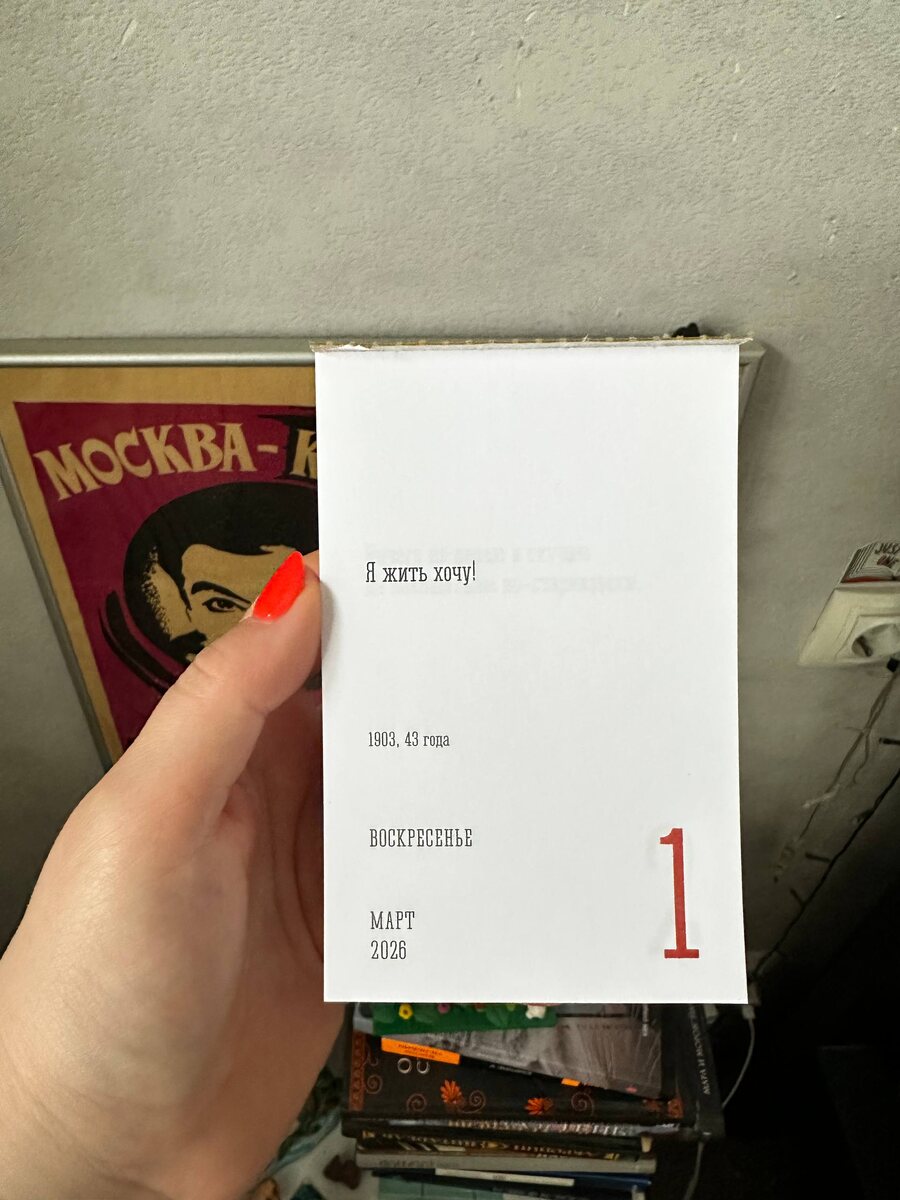 МОСКВА-
Я жить хочу!
1903, 43 года
ВОСКРЕСЕНЬЕ
1
МАРТ
2026